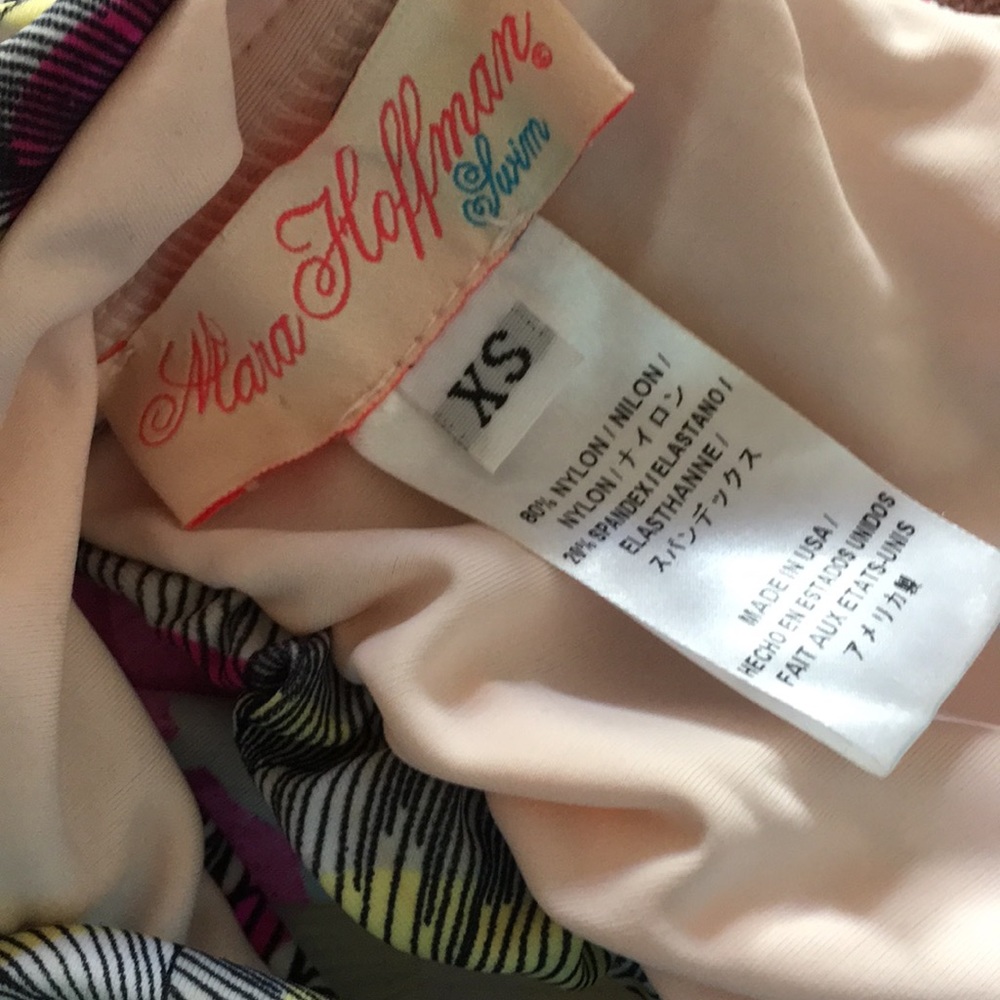 Mara Hoffman©
Swim
XS
80% NYLON / NILON /
NYLON / ナイロン
20% SPANDEX / ELASTANO /
ELASTHANNE /
スパンデックス
MADE IN USA /
HECHO EN ESTADOS UNIDOS
FAIT AUX ETATS-UNIS
アメリカ製